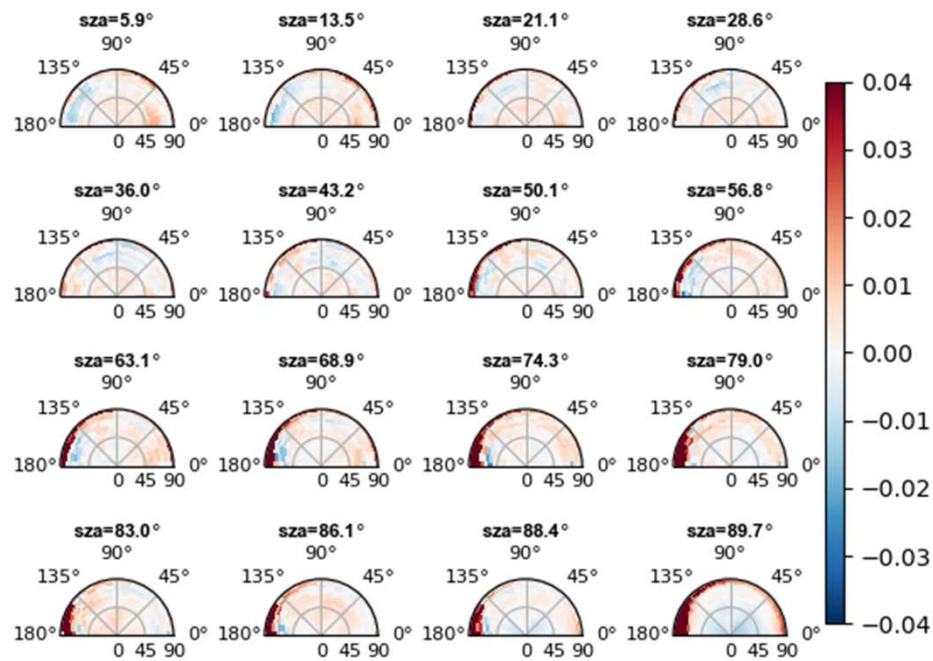 sza=5.9° sza=13.5° sza=21.1° sza=28.6°
90° 90° 90° 90°
135° 45° 135° 45° 135° 45° 135° 45°
0.04
180° 0° 180° 0° 180° 0° 180° 0°
0 45 90 0 45 90 0 45 90 0 45 90
0.03
sza=36.0° sza=43.2° sza=50.1° sza=56.8°
90° 90° 90° 90°
0.02
135° 45° 135° 45° 135° 45° 135° 45°
0.01
180° 0° 180° 0° 180° 0° 180° 0°
0 45 90 0 45 90 0 45 90 0 45 90
0.00
sza=63.1° sza=68.9° sza=74.3° sza=79.0°
90° 90° 90° 90°
135° 45° 135° 45° 135° 45° 135° 45°
−0.01
180° 0° 180° 0° 180° 0° 180° 0°
0 45 90 0 45 90 0 45 90 0 45 90
−0.02
sza=83.0° sza=86.1° sza=88.4° sza=89.7°
90° 90° 90° 90°
−0.03
135° 45° 135° 45° 135° 45° 135° 45°
−0.04
180° 0° 180° 0° 180° 0° 180° 0°
0 45 90 0 45 90 0 45 90 0 45 90